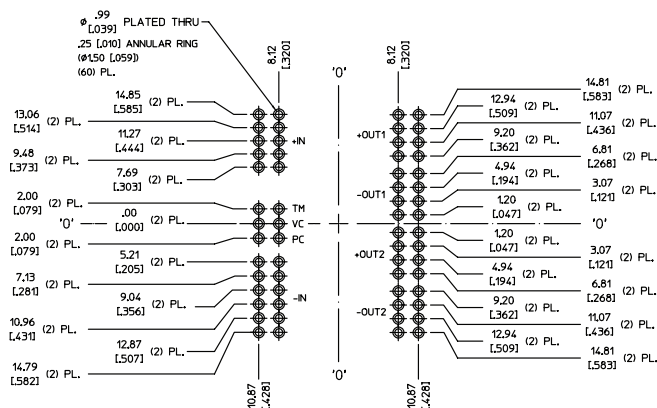 ø .99 [.039] PLATED THRU
.25 [.010] ANNULAR RING
(ø1.50 [.059])
(60) PL.
8.12 [.320]
'0'
8.12 [.320]
14.85 [.585] (2) PL.
13.06 [.514] (2) PL.
11.27 [.444] (2) PL.
+IN
9.48 [.373] (2) PL.
7.69 [.303] (2) PL.
2.00 [.079] (2) PL.
TM
'0'
.00 [.000] (2) PL.
VC
2.00 [.079] (2) PL.
PC
5.21 [.205] (2) PL.
7.13 [.281] (2) PL.
9.04 [.356] (2) PL.
-IN
10.96 [.431] (2) PL.
12.87 [.507] (2) PL.
14.79 [.582] (2) PL.
10.87 [.428]
'0'
10.87 [.428]
14.81 [.583] (2) PL.
12.94 [.509] (2) PL.
11.07 [.436] (2) PL.
+OUT1
9.20 [.362] (2) PL.
6.81 [.268] (2) PL.
4.94 [.194] (2) PL.
-OUT1
3.07 [.121] (2) PL.
1.20 [.047] (2) PL.
'0'
1.20 [.047] (2) PL.
+OUT2
3.07 [.121] (2) PL.
4.94 [.194] (2) PL.
6.81 [.268] (2) PL.
9.20 [.362] (2) PL.
-OUT2
11.07 [.436] (2) PL.
12.94 [.509] (2) PL.
14.81 [.583] (2) PL.